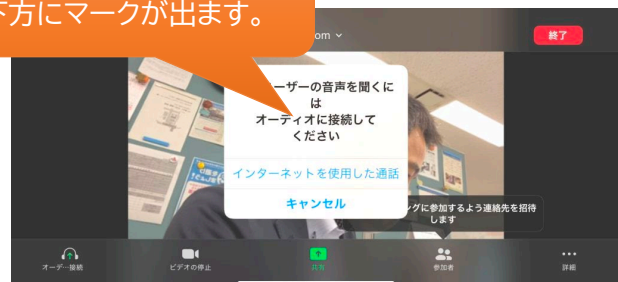 下方にマークが出ます。
om
終了
ーザーの音声を聞くに
は
オーディオに接続して
ください
インターネットを使用した通話
キャンセル
ングに参加するよう連絡先を招待
します
オーデ…接続
ビデオの停止
共有
参加者
詳細